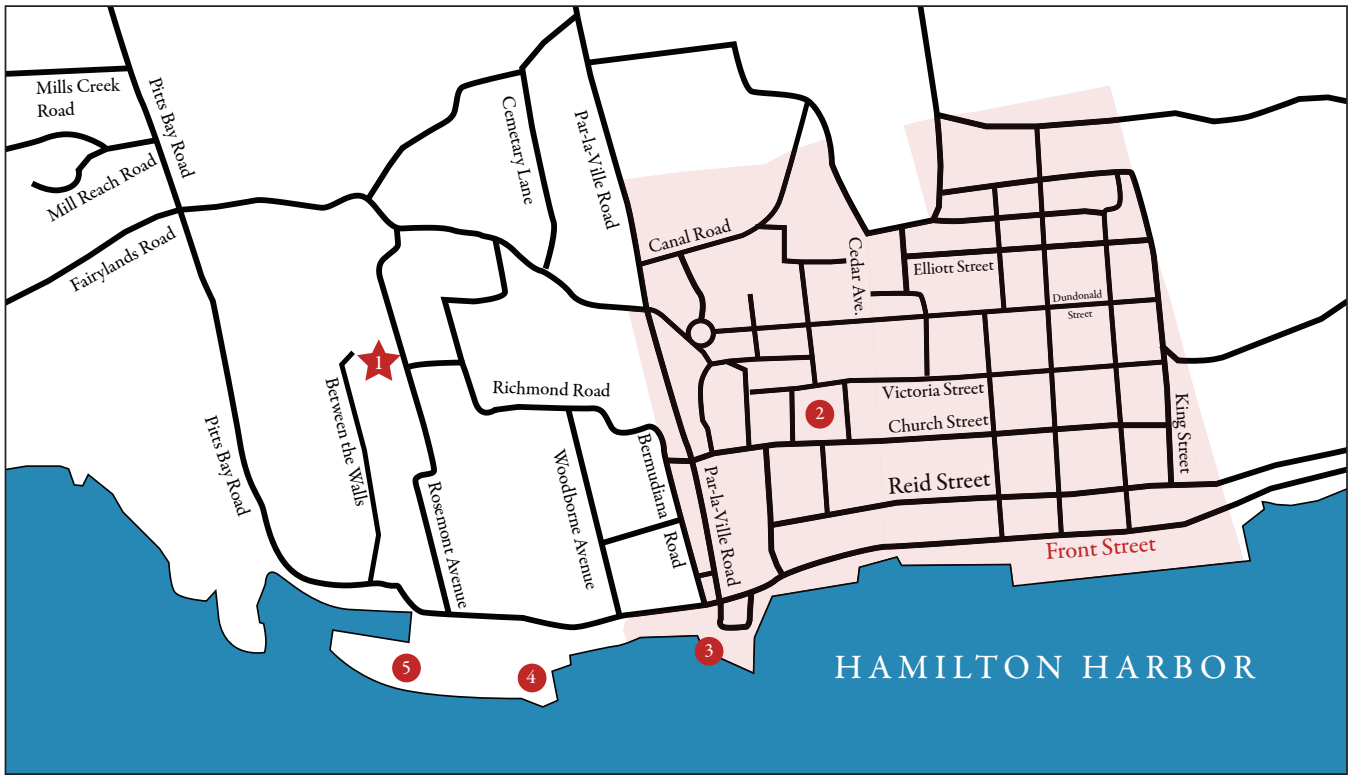 Mills Creek
Road
Pitts Bay Road
Mill Reach Road
Fairylands Road
Cemetary Lane
Par-la-Ville Road
Canal Road
Cedar Ave.
Elliott Street
Dundonald
Street
1
Between the Walls
Richmond Road
Victoria Street
2
Church Street
King Street
Pitts Bay Road
Rosemont Avenue
Woodborne Avenue
Bermudiana Road
Par-la-Ville Road
Reid Street
Front Street
3
4
5
HAMILTON HARBOR